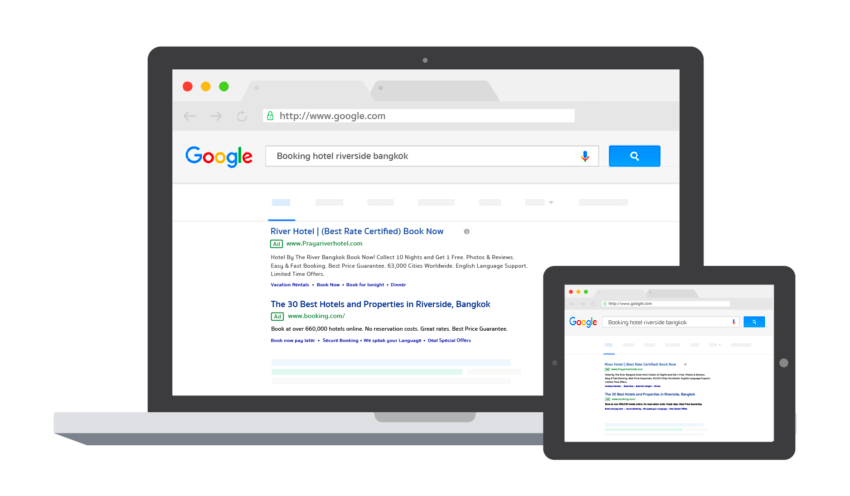 http://www.google.com
Google
Booking hotel riverside bangkok
River Hotel | (Best Rate Certified) Book Now
Ad www.Prayariverhotel.com
Hotel By The River Bangkok Book Now! Collect 10 Nights and Get 1 Free. Photos & Reviews.
Easy & Fast Booking. Best Price Guarantee. 63,000 Cities Worldwide. English Language Support.
Limited Time Offers.
Vacation Rentals • Book Now • Book for tonight • Dinner
The 30 Best Hotels and Properties in Riverside, Bangkok
Ad www.booking.com/
Book at over 660,000 hotels online. No reservation costs. Great rates. Best Price Guarantee.
Book now pay later • Secure Booking • We speak your Language • Deal Special Offers
http://www.google.com
Google
Booking hotel riverside bangkok
River Hotel | (Best Rate Certified) Book Now
The 30 Best Hotels and Properties in Riverside, Bangkok